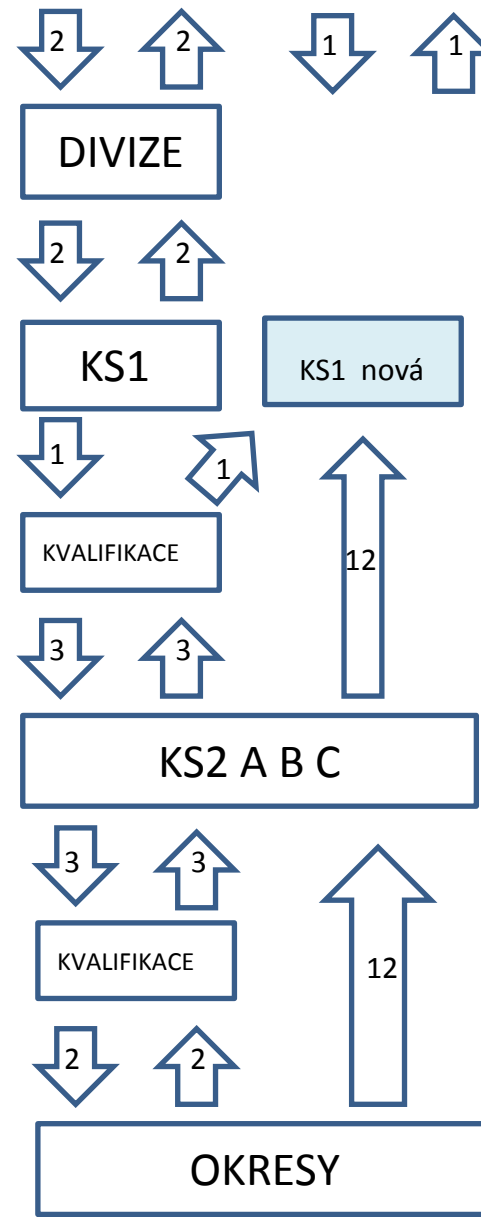 2 2 1 1
DIVIZE
2 2
KS1
KS1 nová
1
1
KVALIFIKACE
12
3 3
KS2 A B C
3 3
KVALIFIKACE
12
2 2
OKRESY